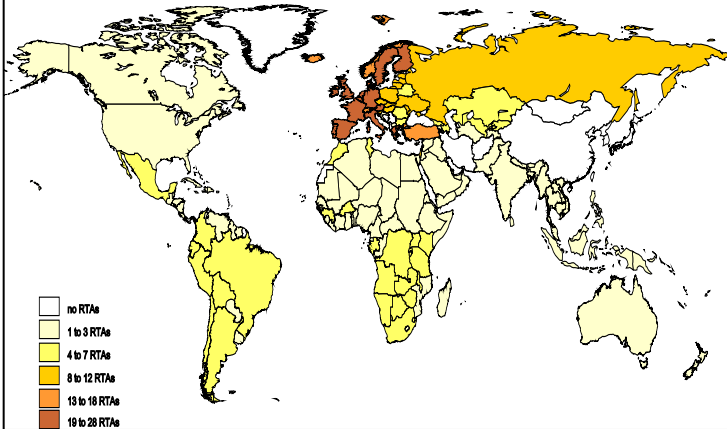 no RTAs
1 to 3 RTAs
4 to 7 RTAs
8 to 12 RTAs
13 to 18 RTAs
19 to 28 RTAs